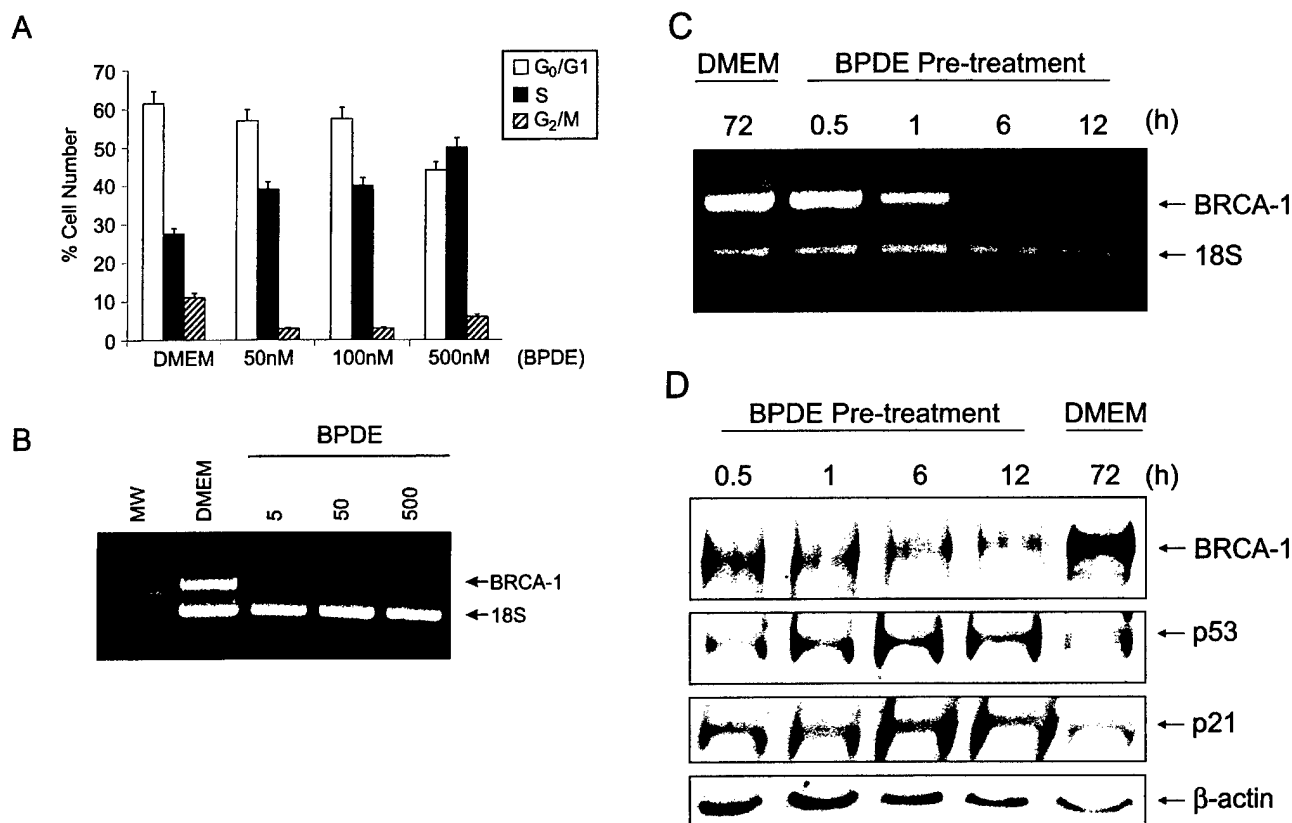 A
% Cell Number
70
60
50
40
30
20
10
0
DMEM 50nM 100nM 500nM (BPDE)
G0/G1
S
G2/M
B
BPDE
MW DMEM 5 50 500
←BRCA-1
←18S
C
DMEM BPDE Pre-treatment
72 0.5 1 6 12 (h)
← BRCA-1
← 18S
D
BPDE Pre-treatment DMEM
0.5 1 6 12 72 (h)
← BRCA-1
← p53
← p21
← β-actin